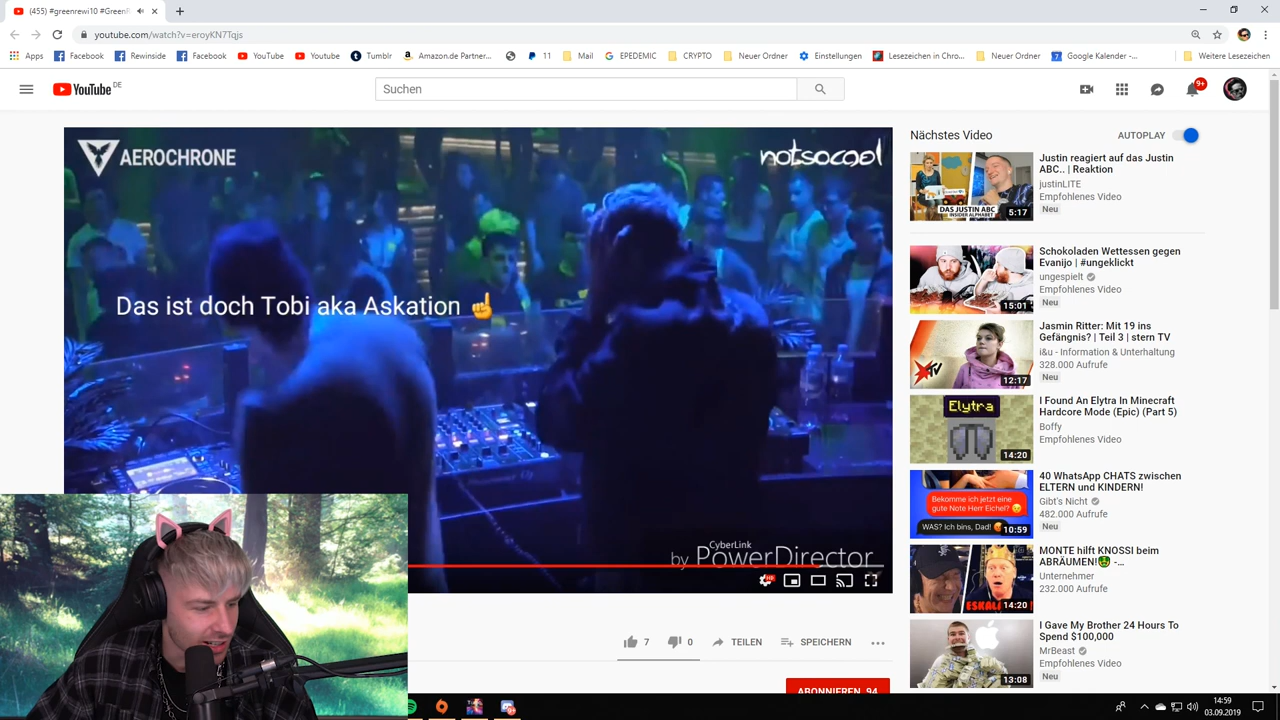 (455) #greenrewi10 #GreenR
youtube.com/watch?v=eroyKN7Tqjs
Apps Facebook Rewinside Facebook YouTube Youtube Tumblr Amazon.de Partner... 11 Mail EPEDEMIC CRYPTO Neuer Ordner Einstellungen Lesezeichen in Chro... Neuer Ordner Google Kalender -... Weitere Lesezeichen
YouTube DE
Suchen
9+
AEROCHRONE
notsocool
Das ist doch Tobi aka Askation
CyberLink
by PowerDirector
HD
7 0 TEILEN SPEICHERN
ABONNIEREN 94
Nächstes Video AUTOPLAY
DAS JUSTIN ABC
INSIDER ALPHABET
5:17
Justin reagiert auf das Justin
ABC.. | Reaktion
justinLITE
Empfohlenes Video
Neu
15:01
Schokoladen Wettessen gegen
Evanijo | #ungeklickt
ungespielt
Empfohlenes Video
Neu
TV
12:17
Jasmin Ritter: Mit 19 ins
Gefängnis? | Teil 3 | stern TV
i&u - Information & Unterhaltung
328.000 Aufrufe
Neu
Elytra
14:20
I Found An Elytra In Minecraft
Hardcore Mode (Epic) (Part 5)
Boffy
Empfohlenes Video
Bekomme ich jetzt eine
gute Note Herr Eichel?
WAS? Ich bins, Dad!
10:59
40 WhatsApp CHATS zwischen
ELTERN und KINDERN!
Gibt's Nicht
482.000 Aufrufe
Neu
ESKALI
14:20
MONTE hilft KNOSSI beim
ABRÄUMEN! -...
Unternehmer
232.000 Aufrufe
13:08
I Gave My Brother 24 Hours To
Spend $100,000
MrBeast
Empfohlenes Video
Neu
14:59
03.09.2019